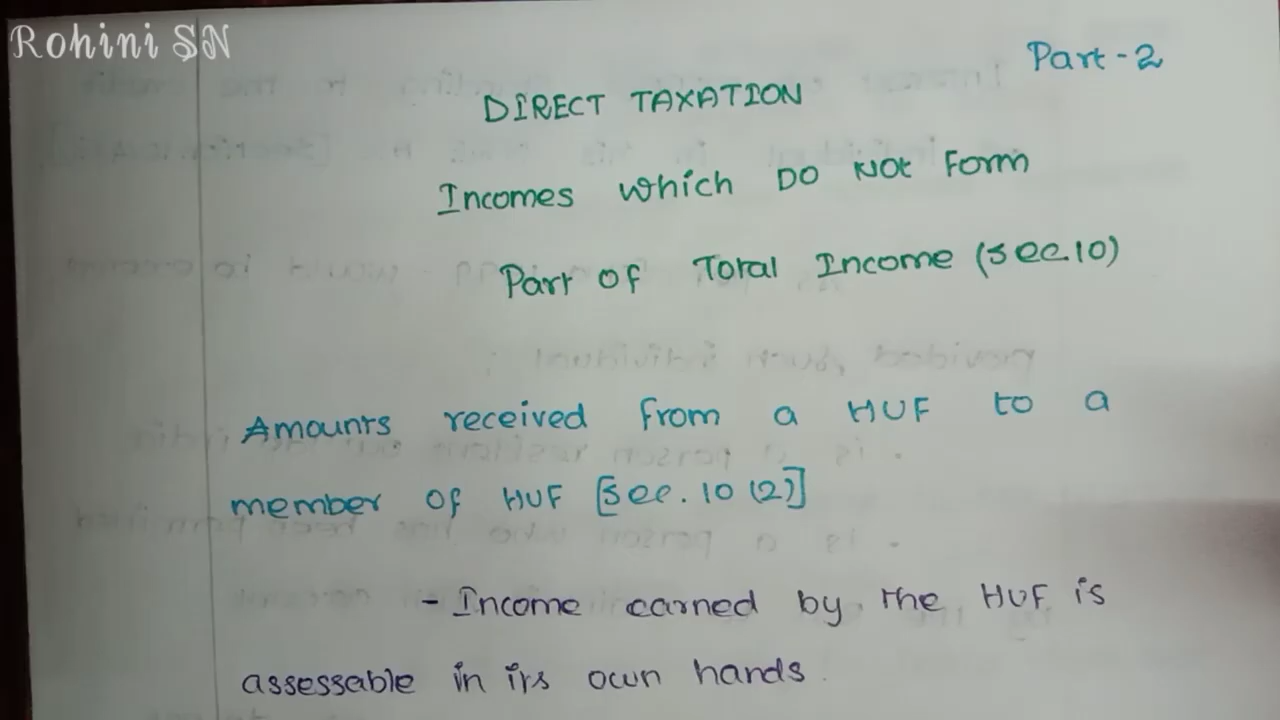 Rohini SN
Part - 2
DIRECT TAXATION
Incomes which DO NOt Form
Part of Total Income (sec.10)
Amounts received from a HUF to a
member of HUF [sec. 10 (2)]
- Income earned by the HUF is
assessable in its own hands